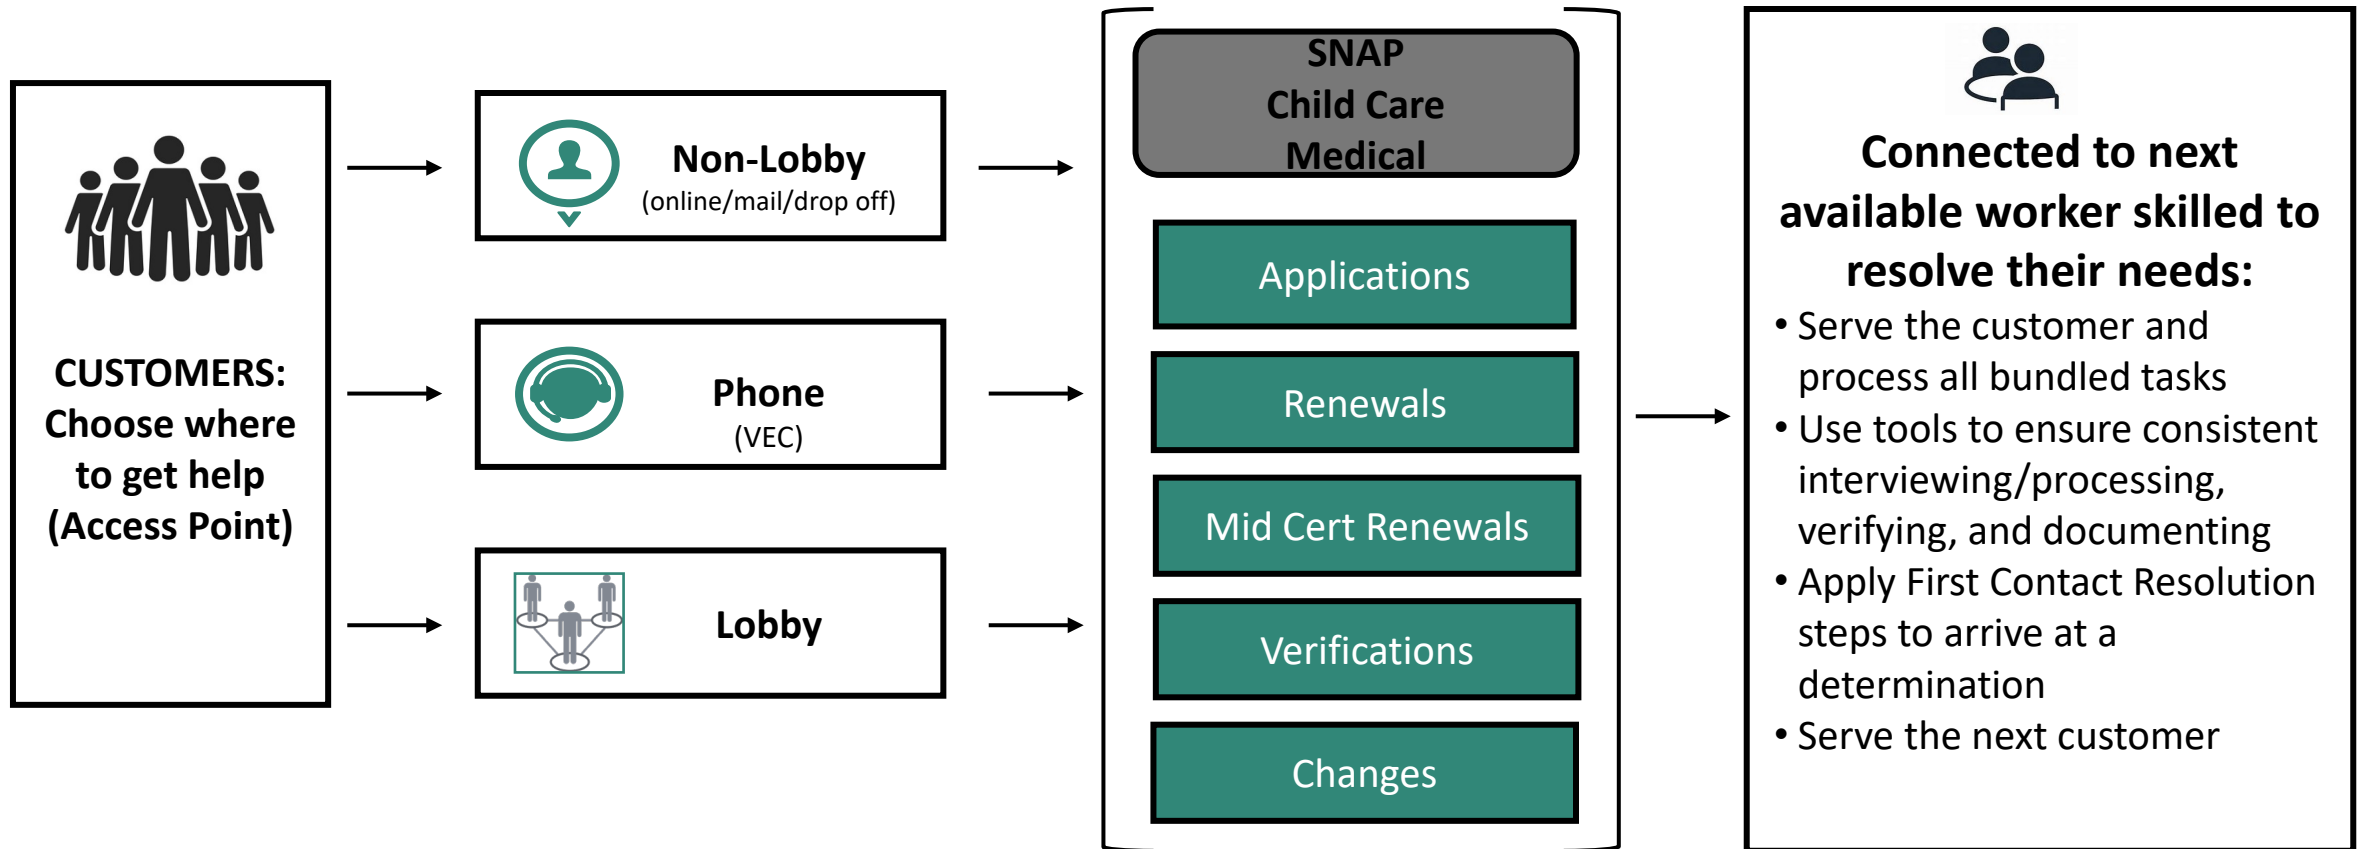 CUSTOMERS:
Choose where
to get help
(Access Point)
Non-Lobby
(online/mail/drop off)
Phone
(VEC)
Lobby
SNAP
Child Care
Medical
Applications
Renewals
Mid Cert Renewals
Verifications
Changes
Connected to next
available worker skilled to
resolve their needs:
• Serve the customer and
process all bundled tasks
• Use tools to ensure consistent
interviewing/processing,
verifying, and documenting
• Apply First Contact Resolution
steps to arrive at a
determination
• Serve the next customer